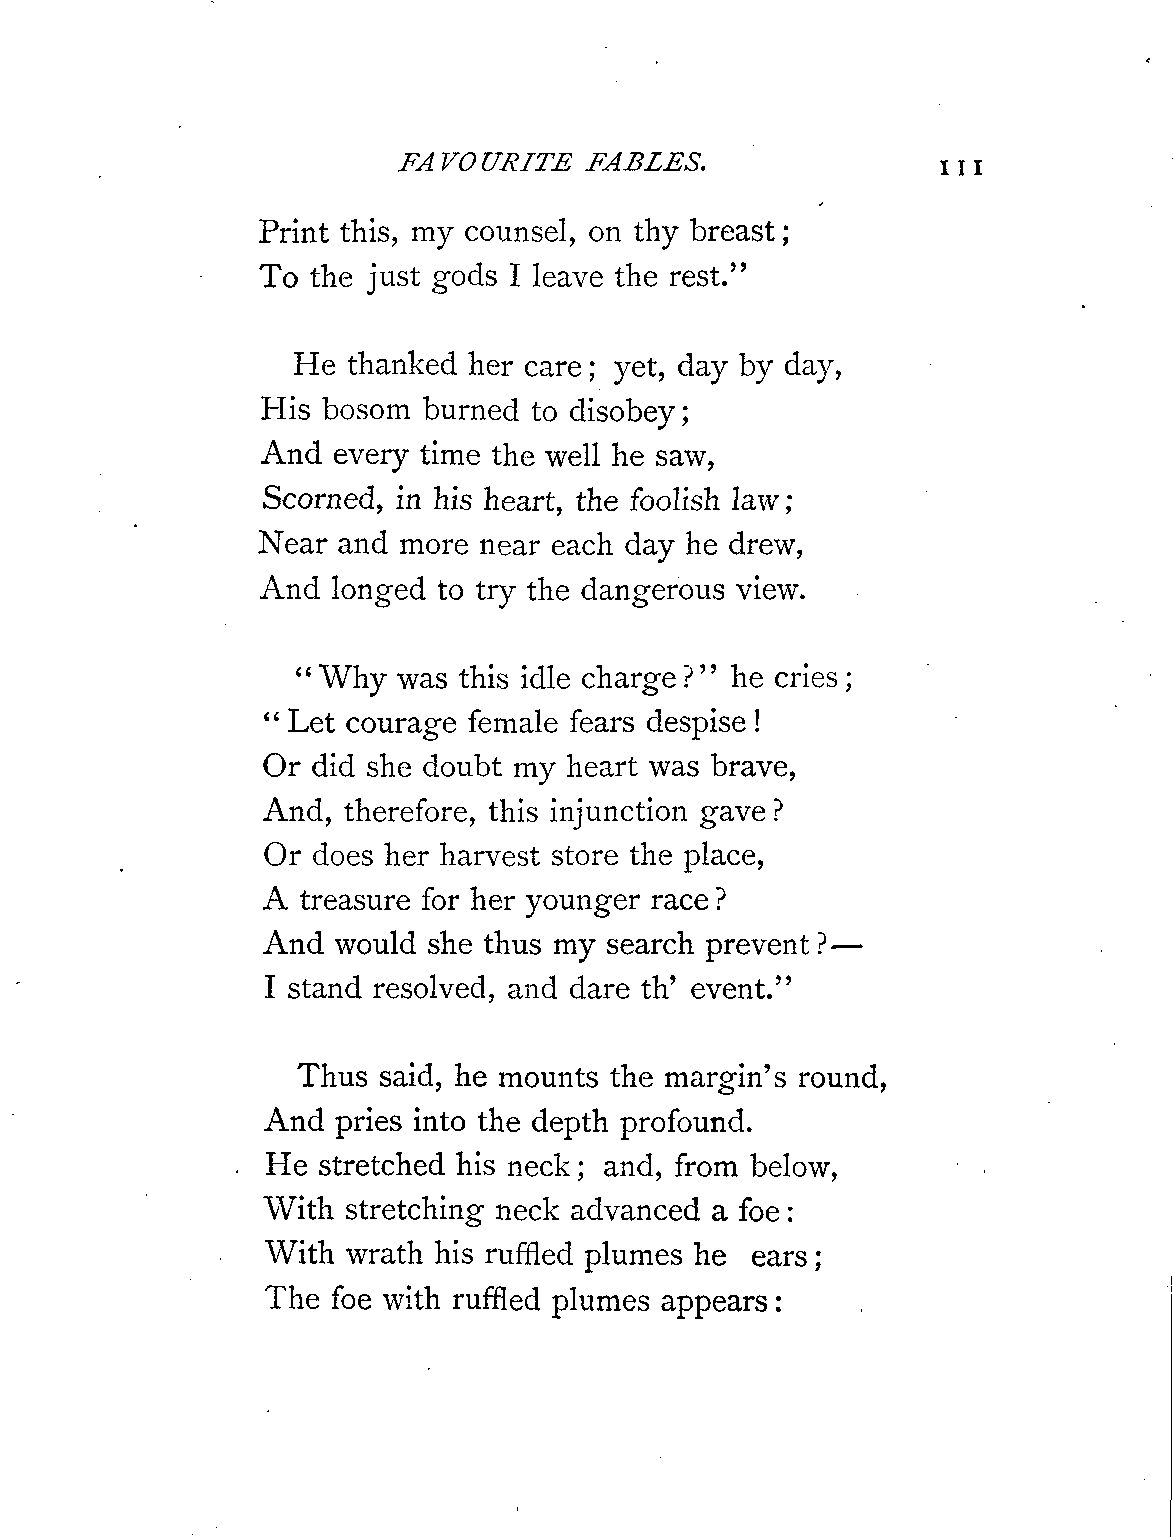 FAVOURITE FABLES. 111
Print this, my counsel, on thy breast;
To the just gods I leave the rest."
He thanked her care; yet, day by day,
His bosom burned to disobey;
And every time the well he saw,
Scorned, in his heart, the foolish law;
Near and more near each day he drew,
And longed to try the dangerous view.
"Why was this idle charge?" he cries;
"Let courage female fears despise!
Or did she doubt my heart was brave,
And, therefore, this injunction gave?
Or does her harvest store the place,
A treasure for her younger race?
And would she thus my search prevent?—
I stand resolved, and dare th' event."
Thus said, he mounts the margin's round,
And pries into the depth profound.
He stretched his neck; and, from below,
With stretching neck advanced a foe:
With wrath his ruffled plumes he ears;
The foe with ruffled plumes appears: